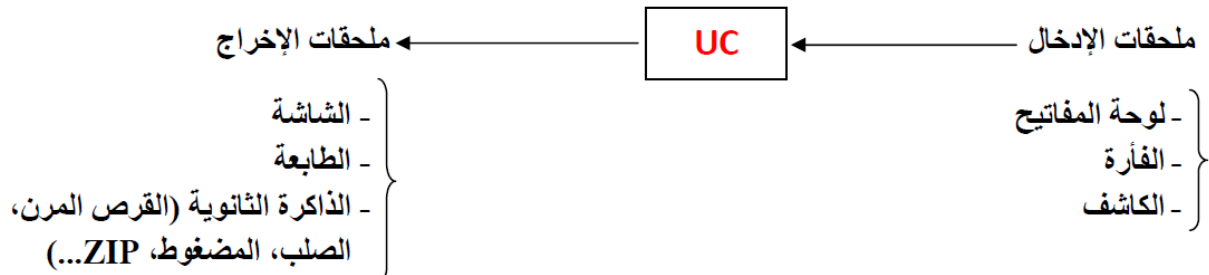 ملحقات الإدخال
UC
ملحقات الإخراج
- لوحة المفاتيح
- الفأرة
- الكاشف
- الشاشة
- الطابعة
- الذاكرة الثانوية (القرص المرن،
الصلب، المضغوط، ZIP...)